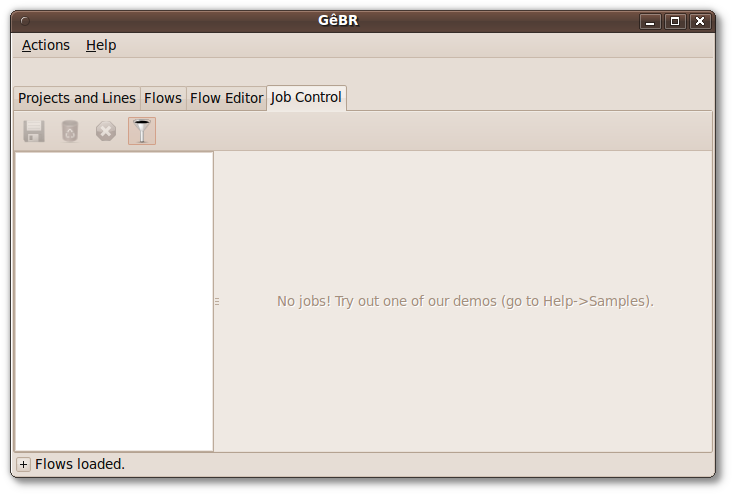 GêBR
Actions Help
Projects and Lines Flows Flow Editor Job Control
No jobs! Try out one of our demos (go to Help->Samples).
Flows loaded.